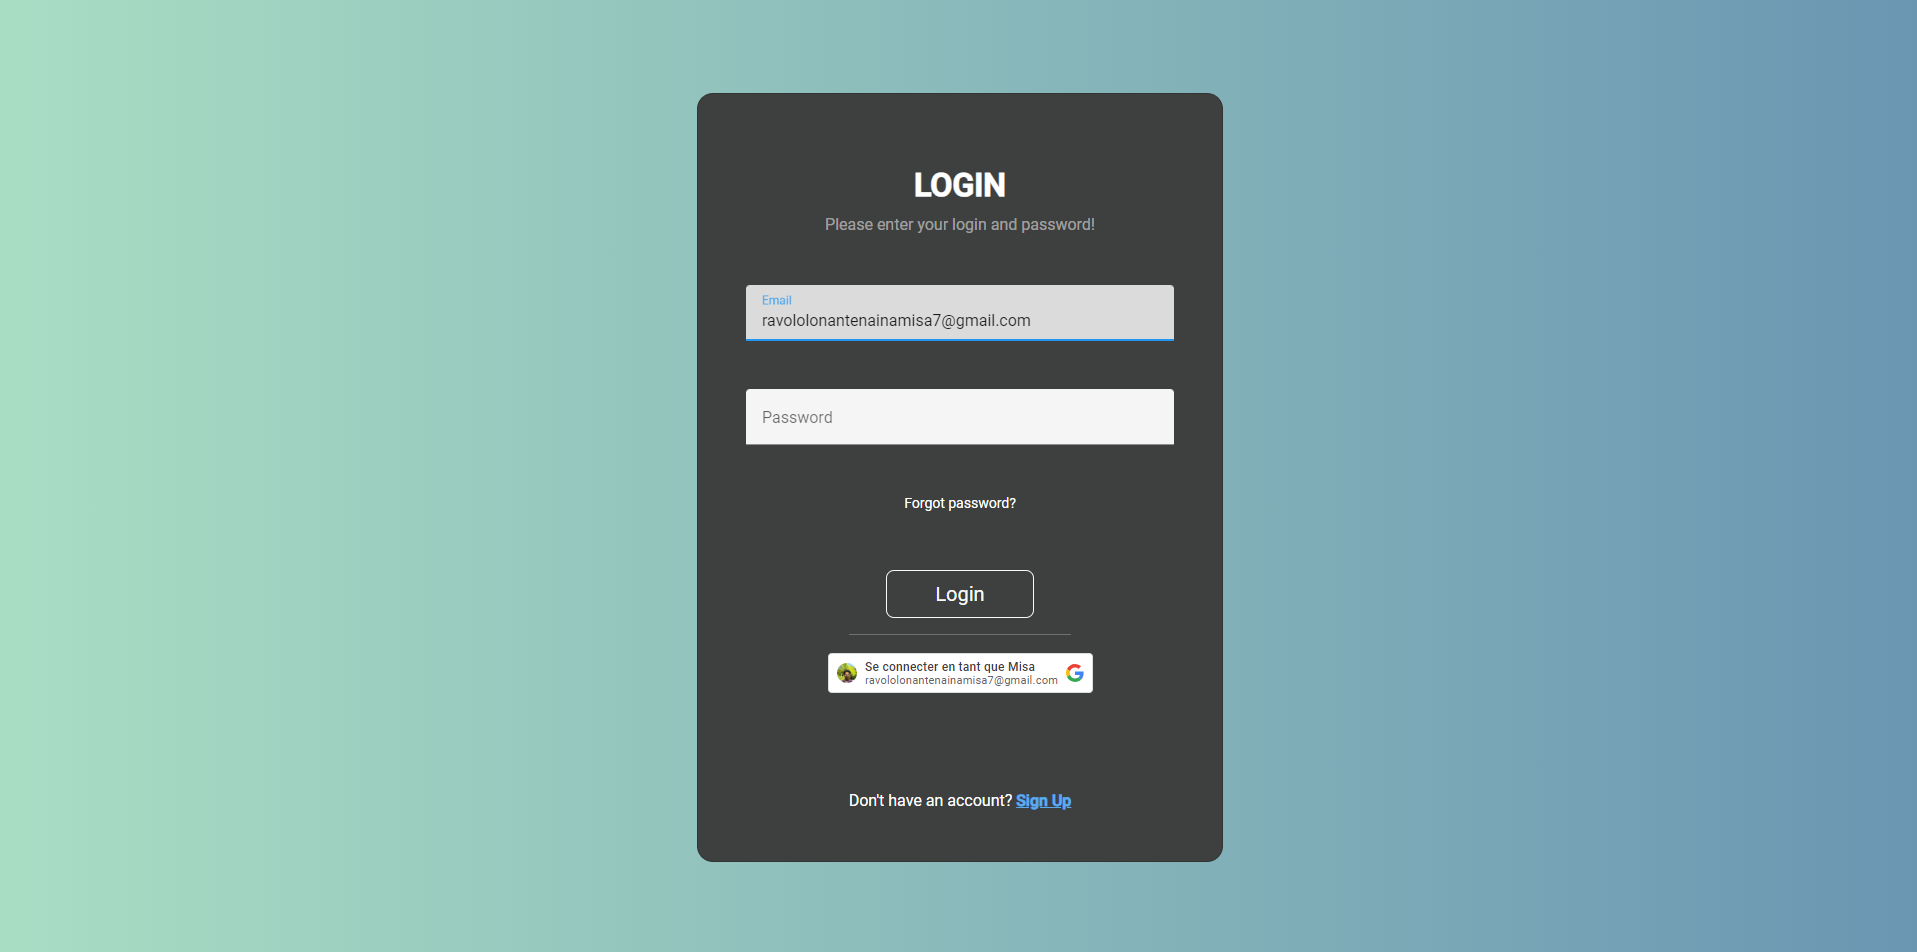 LOGIN
Please enter your login and password!
Email
ravololonantenainamisa7@gmail.com
Password
Forgot password?
Login
Se connecter en tant que Misa
ravololonantenainamisa7@gmail.com
Don't have an account? Sign Up